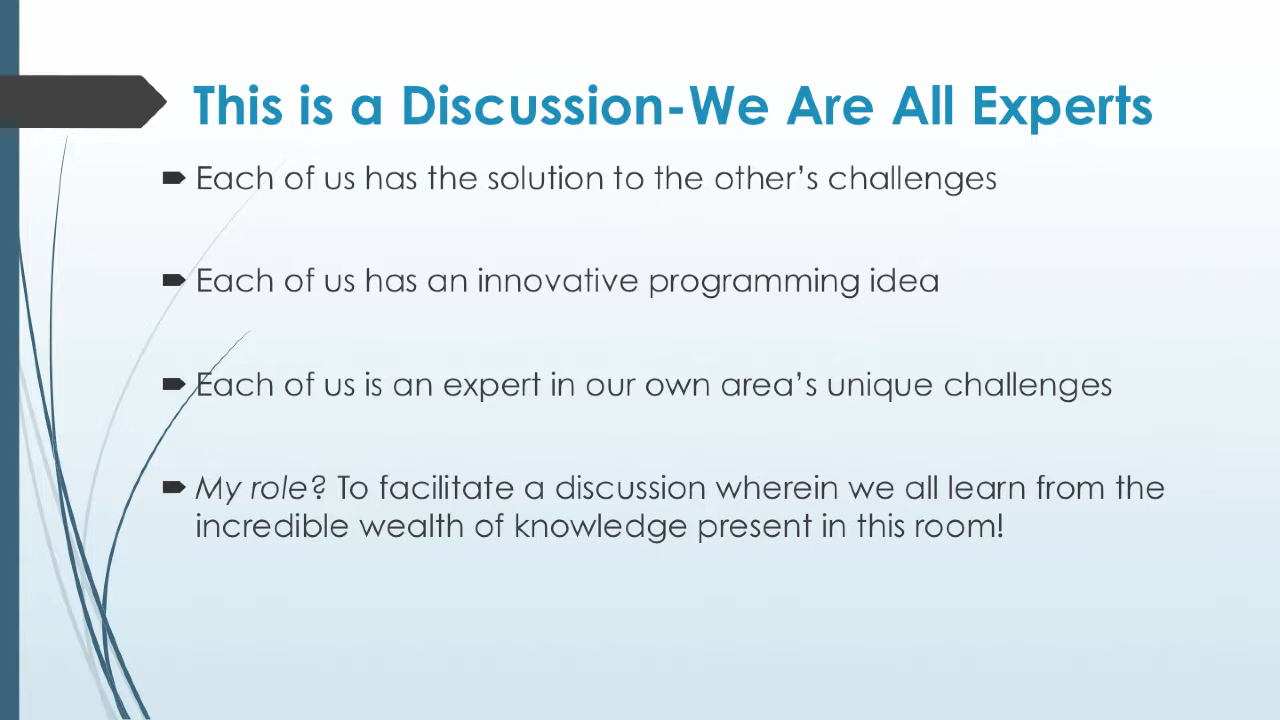 This is a Discussion-We Are All Experts
Each of us has the solution to the other’s challenges
Each of us has an innovative programming idea
Each of us is an expert in our own area’s unique challenges
My role? To facilitate a discussion wherein we all learn from the
incredible wealth of knowledge present in this room!